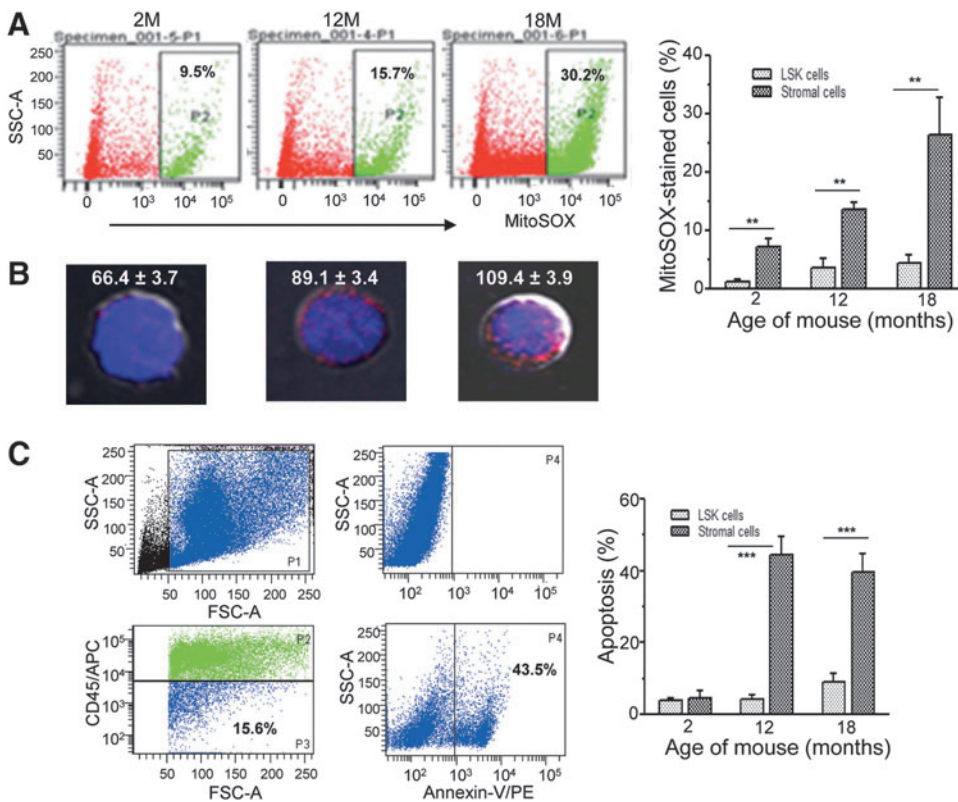 A
2M
12M
18M
Specimen_001-5-P1
Specimen_001-4-P1
Specimen_001-6-P1
SSC-A
250
200
150
100
50
9.5%
P2
15.7%
P2
30.2%
P2
0 10³ 10⁴ 10⁵
0 10³ 10⁴ 10⁵
0 10³ 10⁴ 10⁵
MitoSOX
MitoSOX-stained cells (%)
40
30
20
10
0
LSK cells
Stromal cells
**
**
**
2 12 18
Age of mouse (months)
B
66.4 ± 3.7
89.1 ± 3.4
109.4 ± 3.9
C
SSC-A
250
200
150
100
50
P1
50 100 150 200 250
FSC-A
SSC-A
250
200
150
100
50
P4
10² 10³ 10⁴ 10⁵
CD45/APC
10⁵
10⁴
10³
10²
P2
15.6%
P3
50 100 150 200 250
FSC-A
SSC-A
250
200
150
100
50
P4
43.5%
10² 10³ 10⁴ 10⁵
Annexin-V/PE
Apoptosis (%)
60
40
20
0
LSK cells
Stromal cells
***
***
2 12 18
Age of mouse (months)